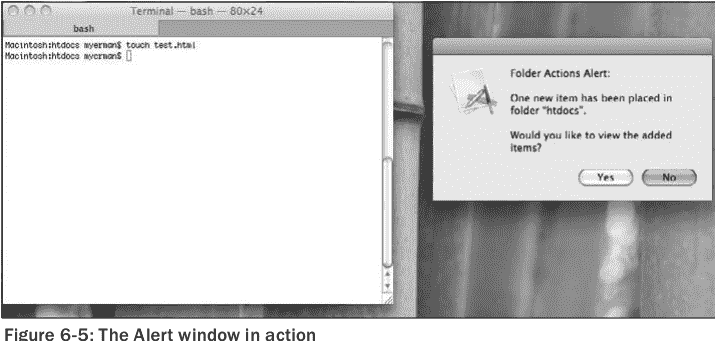 Terminal — bash — 80×24
bash
Macintosh:htdocs myerman$ touch test.html
Macintosh:htdocs myerman$
Folder Actions Alert:
One new item has been placed in
folder "htdocs".
Would you like to view the added
items?
Yes
No
Figure 6-5: The Alert window in action